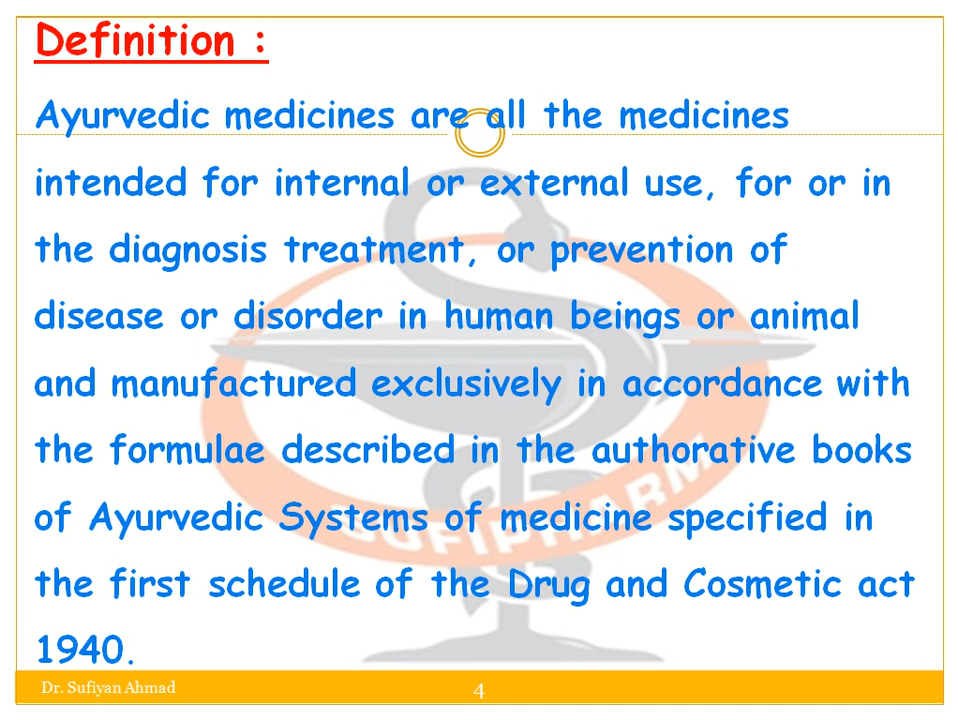 Definition :
Ayurvedic medicines are all the medicines
intended for internal or external use, for or in
the diagnosis treatment, or prevention of
disease or disorder in human beings or animal
and manufactured exclusively in accordance with
the formulae described in the authorative books
of Ayurvedic Systems of medicine specified in
the first schedule of the Drug and Cosmetic act
1940.
SUFIPHARM
Dr. Sufiyan Ahmad
4